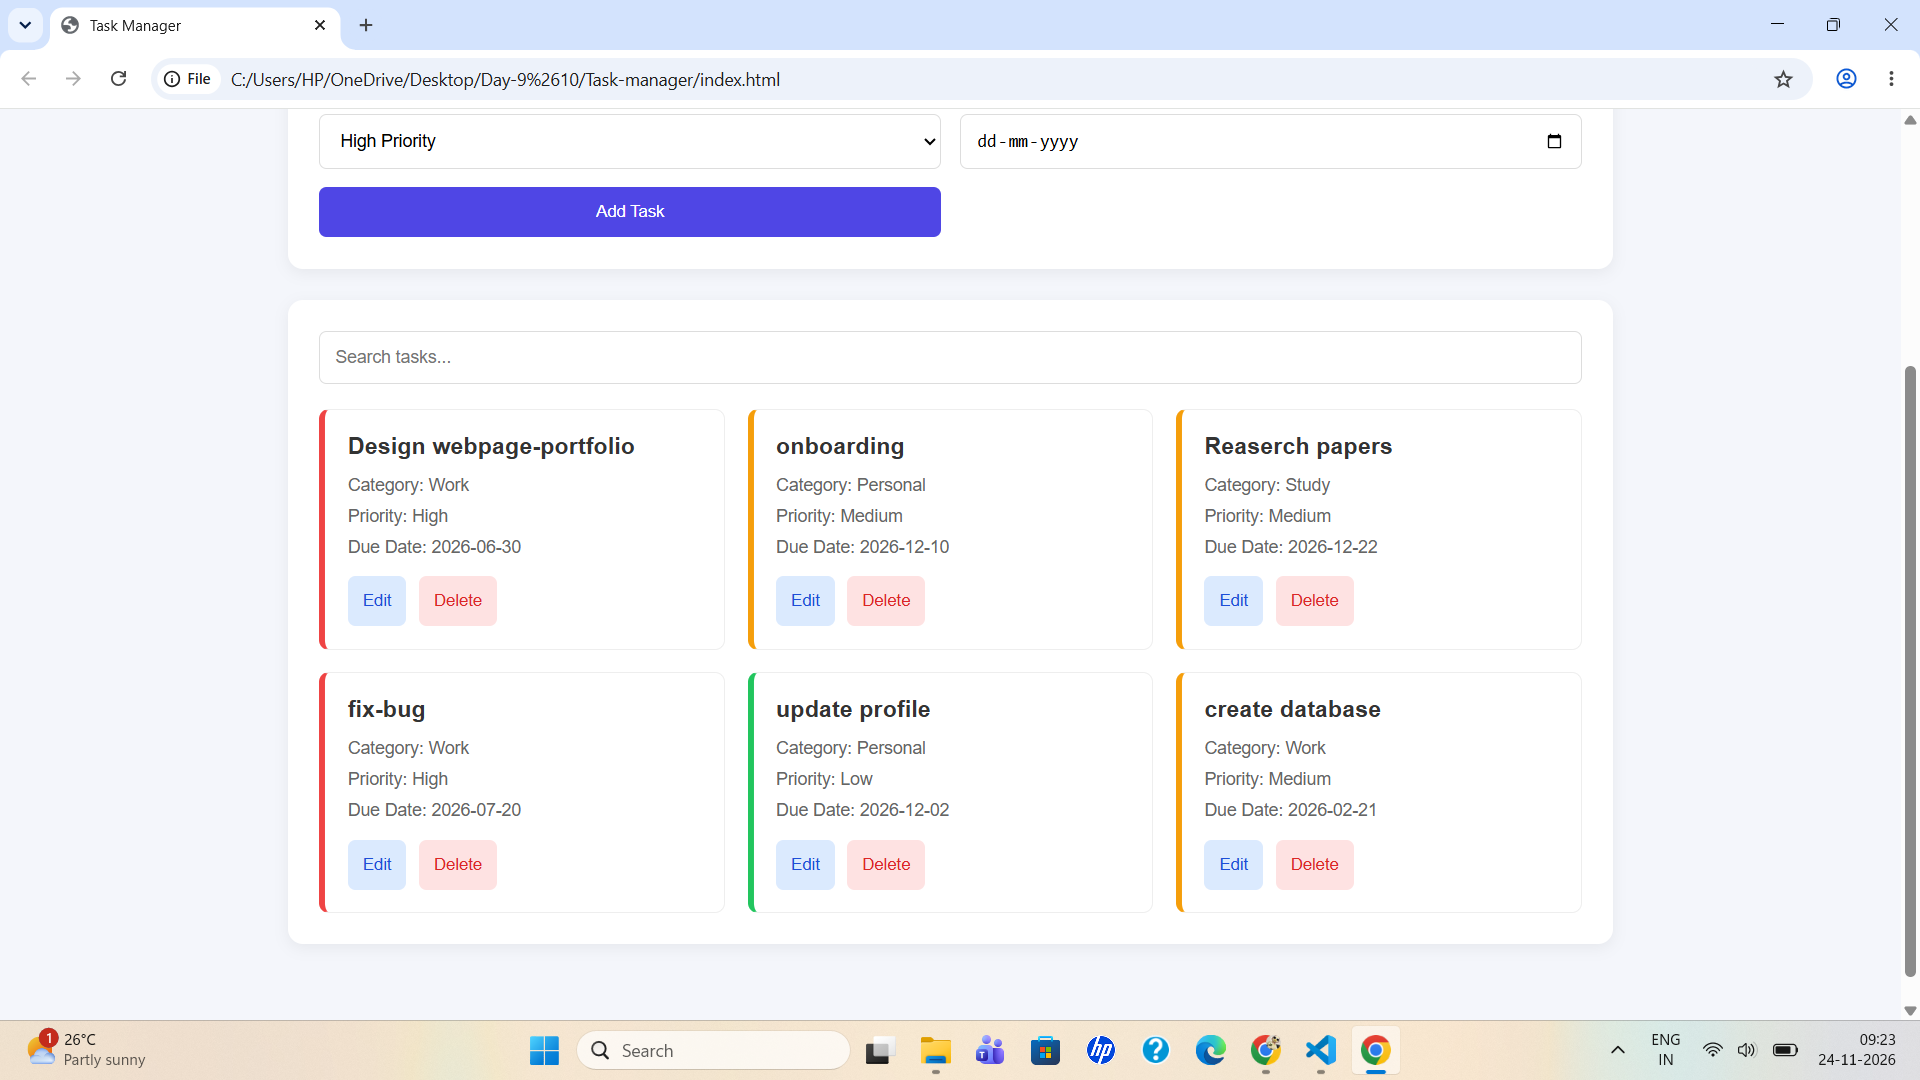 Task Manager
File
C:/Users/HP/OneDrive/Desktop/Day-9%2610/Task-manager/index.html
High Priority
dd-mm-yyyy
Add Task
Search tasks...
Design webpage-portfolio
Category: Work
Priority: High
Due Date: 2026-06-30
Edit
Delete
onboarding
Category: Personal
Priority: Medium
Due Date: 2026-12-10
Edit
Delete
Reaserch papers
Category: Study
Priority: Medium
Due Date: 2026-12-22
Edit
Delete
fix-bug
Category: Work
Priority: High
Due Date: 2026-07-20
Edit
Delete
update profile
Category: Personal
Priority: Low
Due Date: 2026-12-02
Edit
Delete
create database
Category: Work
Priority: Medium
Due Date: 2026-02-21
Edit
Delete
1
26°C
Partly sunny
Search
hp
ENG
IN
09:23
24-11-2026